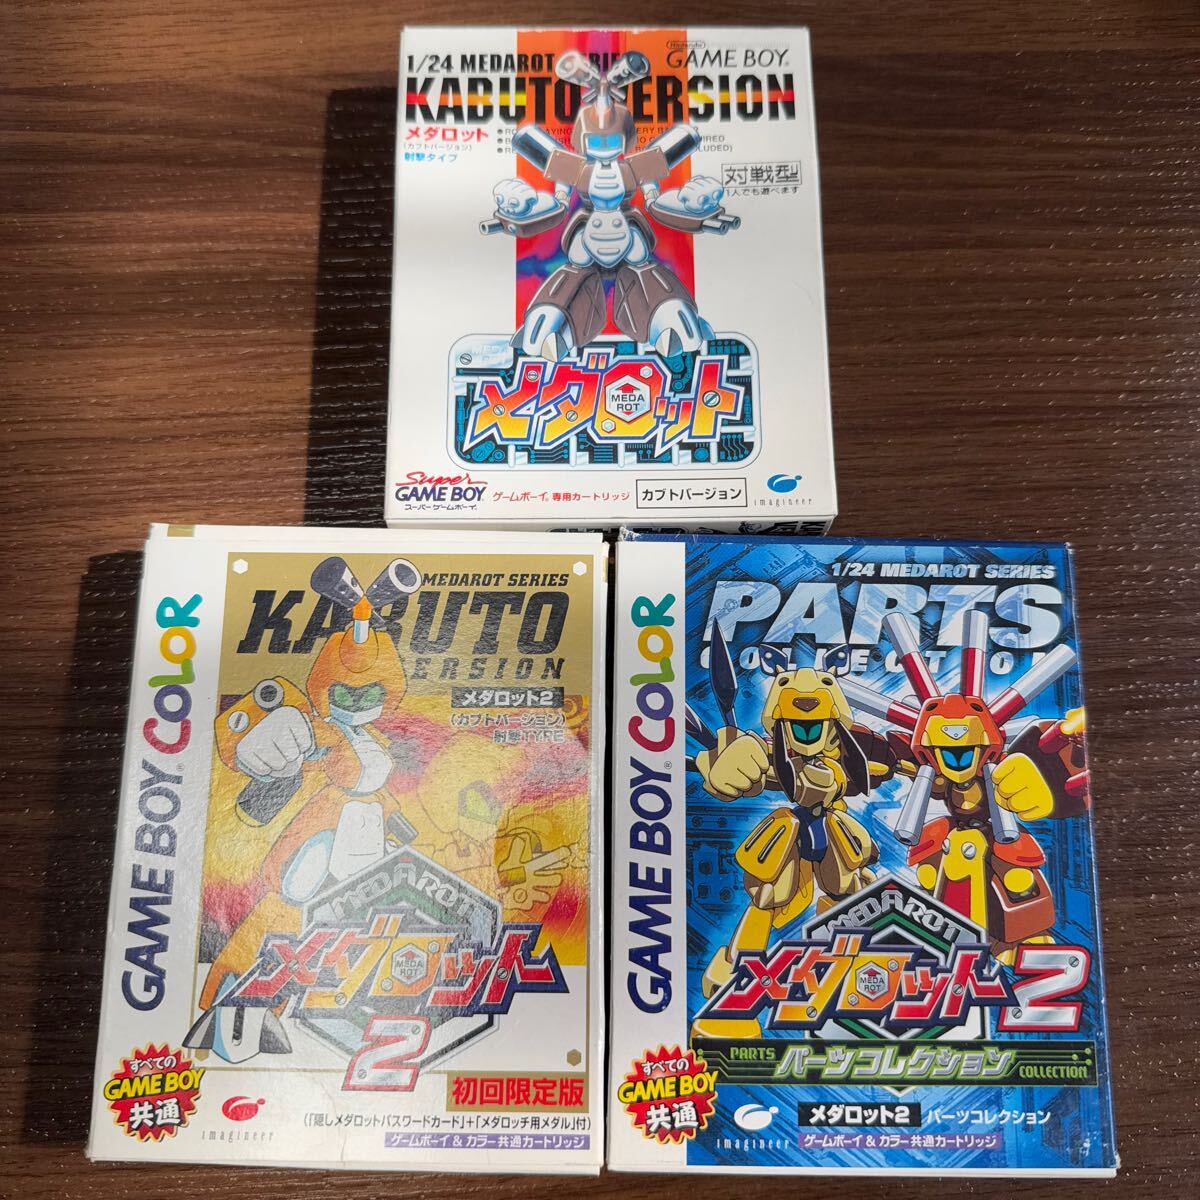 1/24 MEDAROT SERIES
Nintendo
GAME BOY
KABUTO VERSION
メダロット
(カブトバージョン)
射撃タイプ
対戦型
1人でも遊べます
メダロット
MEDA
ROT
Super
GAME BOY
スーパーゲームボーイ
ゲームボーイ専用カートリッジ
カブトバージョン
imagineer
GAME BOY COLOR
MEDAROT SERIES
KABUTO
VERSION
メダロット2
(カブトバージョン)
射撃TYPE
MEDAROT
メダロット
MEDA
ROT
2
初回限定版
(「隠しメダロットパスワードカード」+「メダロッチ用メダル」付)
すべての
GAME BOY
共通
imagineer
ゲームボーイ&カラー共通カートリッジ
GAME BOY COLOR
1/24 MEDAROT SERIES
PARTS
COLLECTION
MEDAROT
メダロット2
MEDA
ROT
PARTS パーツコレクション COLLECTION
すべての
GAME BOY
共通
imagineer
メダロット2 パーツコレクション
ゲームボーイ&カラー共通カートリッジ